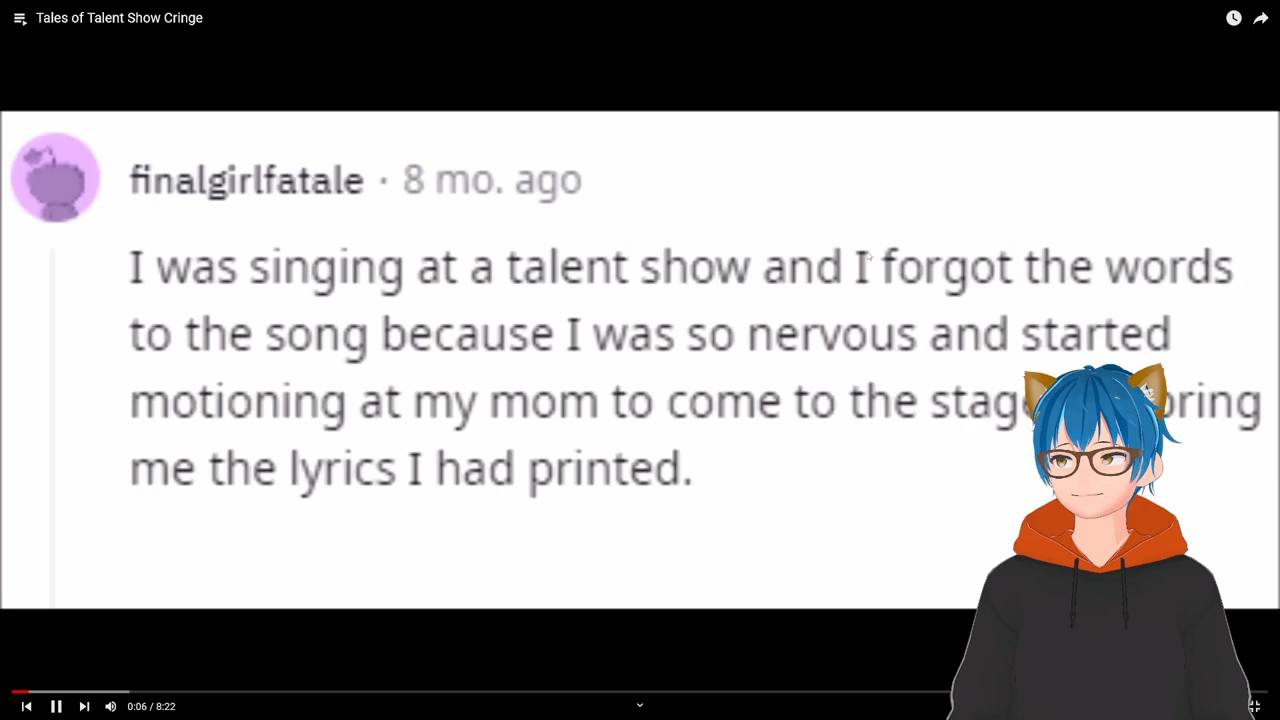 Tales of Talent Show Cringe
finalgirlfatale · 8 mo. ago
I was singing at a talent show and I forgot the words
to the song because I was so nervous and started
motioning at my mom to come to the stage bring
me the lyrics I had printed.
0:06 / 8:22